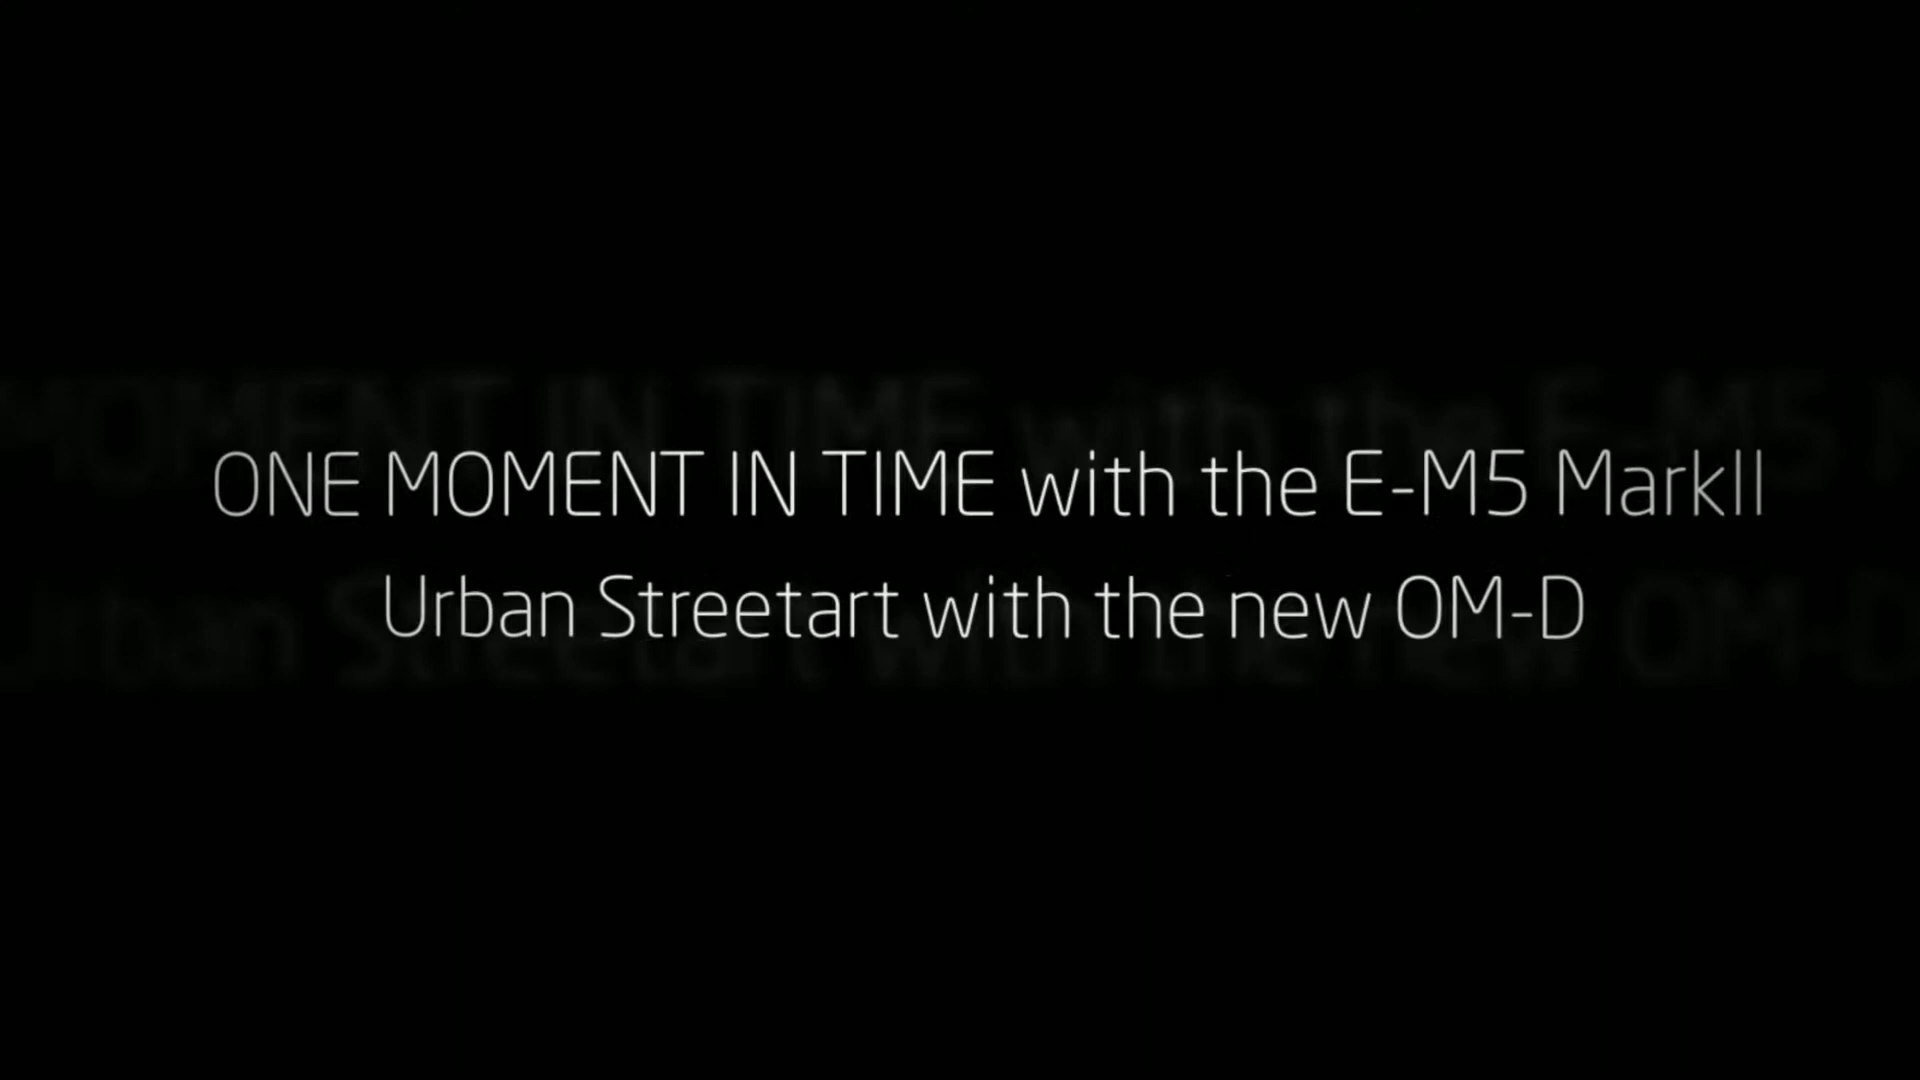 ONE MOMENT IN TIME with the E-M5 MarkII
Urban Streetart with the new OM-D